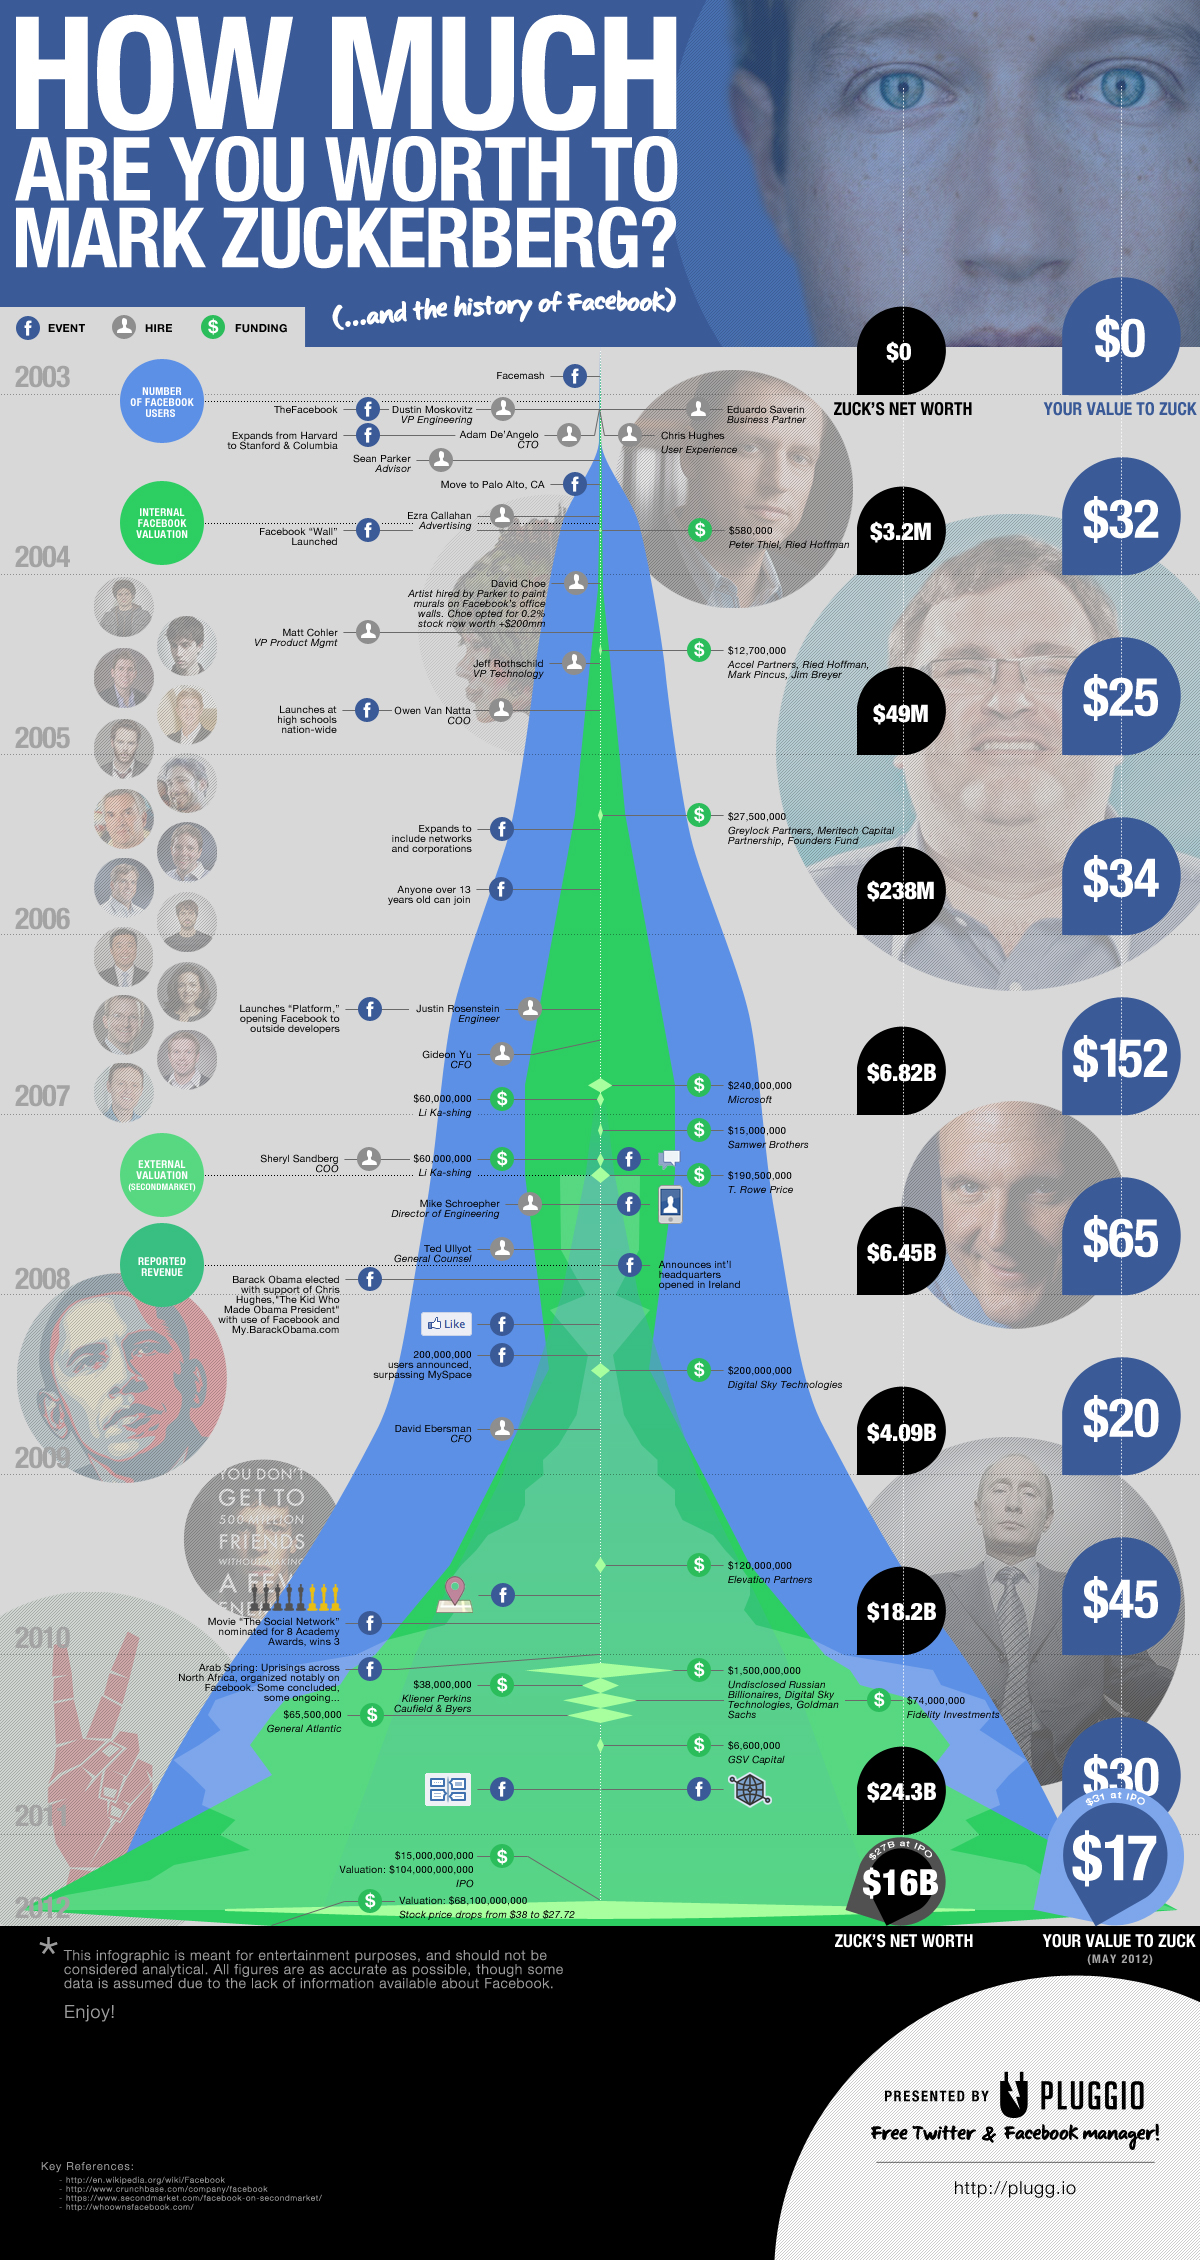 HOW MUCH
ARE YOU WORTH TO
MARK ZUCKERBERG?
(...and the history of Facebook)
EVENT
HIRE
$ FUNDING
$0
$0
ZUCK'S NET WORTH
YOUR VALUE TO ZUCK
2003
NUMBER
OF FACEBOOK
USERS
Facemash
TheFacebook
Dustin Moskovitz
VP Engineering
Eduardo Saverin
Business Partner
Expands from Harvard
to Stanford & Columbia
Adam De'Angelo
CTO
Chris Hughes
User Experience
Sean Parker
Advisor
Move to Palo Alto, CA
INTERNAL
FACEBOOK
VALUATION
Ezra Callahan
Advertising
Facebook "Wall"
Launched
$580,000
Peter Thiel, Ried Hoffman
$3.2M
$32
2004
David Choe
Artist hired by Parker to paint
murals on Facebook's office
walls. Choe opted for 0.2%
stock now worth +$200mm
Matt Cohler
VP Product Mgmt
$12,700,000
Accel Partners, Ried Hoffman,
Mark Pincus, Jim Breyer
Jeff Rothschild
VP Technology
Launches at
high schools
nation-wide
Owen Van Natta
COO
$49M
$25
2005
$27,500,000
Greylock Partners, Meritech Capital
Partnership, Founders Fund
Expands to
include networks
and corporations
Anyone over 13
years old can join
$238M
$34
2006
Launches "Platform,"
opening Facebook to
outside developers
Justin Rosenstein
Engineer
Gideon Yu
CFO
$240,000,000
Microsoft
$60,000,000
Li Ka-shing
$6.82B
$152
2007
$15,000,000
Samwer Brothers
EXTERNAL
VALUATION
(SECONDMARKET)
Sheryl Sandberg
COO
$60,000,000
Li Ka-shing
$190,500,000
T. Rowe Price
Mike Schroepher
Director of Engineering
REPORTED
REVENUE
Ted Ullyot
General Counsel
Announces int'l
headquarters
opened in Ireland
$6.45B
$65
2008
Barack Obama elected
with support of Chris
Hughes,"The Kid Who
Made Obama President"
with use of Facebook and
My.BarackObama.com
Like
200,000,000
users announced,
surpassing MySpace
$200,000,000
Digital Sky Technologies
David Ebersman
CFO
$4.09B
$20
2009
YOU DON'T
GET TO
500 MILLION
FRIENDS
WITHOUT MAKING
A FEW
ENE
$120,000,000
Elevation Partners
Movie "The Social Network"
nominated for 8 Academy
Awards, wins 3
$18.2B
$45
2010
Arab Spring: Uprisings across
North Africa, organized notably on
Facebook. Some concluded,
some ongoing...
$38,000,000
Kliener Perkins
Caufield & Byers
$1,500,000,000
Undisclosed Russian
Billionaires, Digital Sky
Technologies, Goldman
Sachs
$74,000,000
Fidelity Investments
$65,500,000
General Atlantic
$6,600,000
GSV Capital
$24.3B
$30
2011
$15,000,000,000
Valuation: $104,000,000,000
IPO
$27B at IPO
$16B
$31 at IPO
$17
2012
Valuation: $68,100,000,000
Stock price drops from $38 to $27.72
ZUCK'S NET WORTH
YOUR VALUE TO ZUCK
(MAY 2012)
* This infographic is meant for entertainment purposes, and should not be
considered analytical. All figures are as accurate as possible, though some
data is assumed due to the lack of information available about Facebook.
Enjoy!
PRESENTED BY PLUGGIO
Free Twitter & Facebook manager!
http://plugg.io
Key References:
- http://en.wikipedia.org/wiki/Facebook
- http://www.crunchbase.com/company/facebook
- https://www.secondmarket.com/facebook-on-secondmarket/
- http://whoownsfacebook.com/